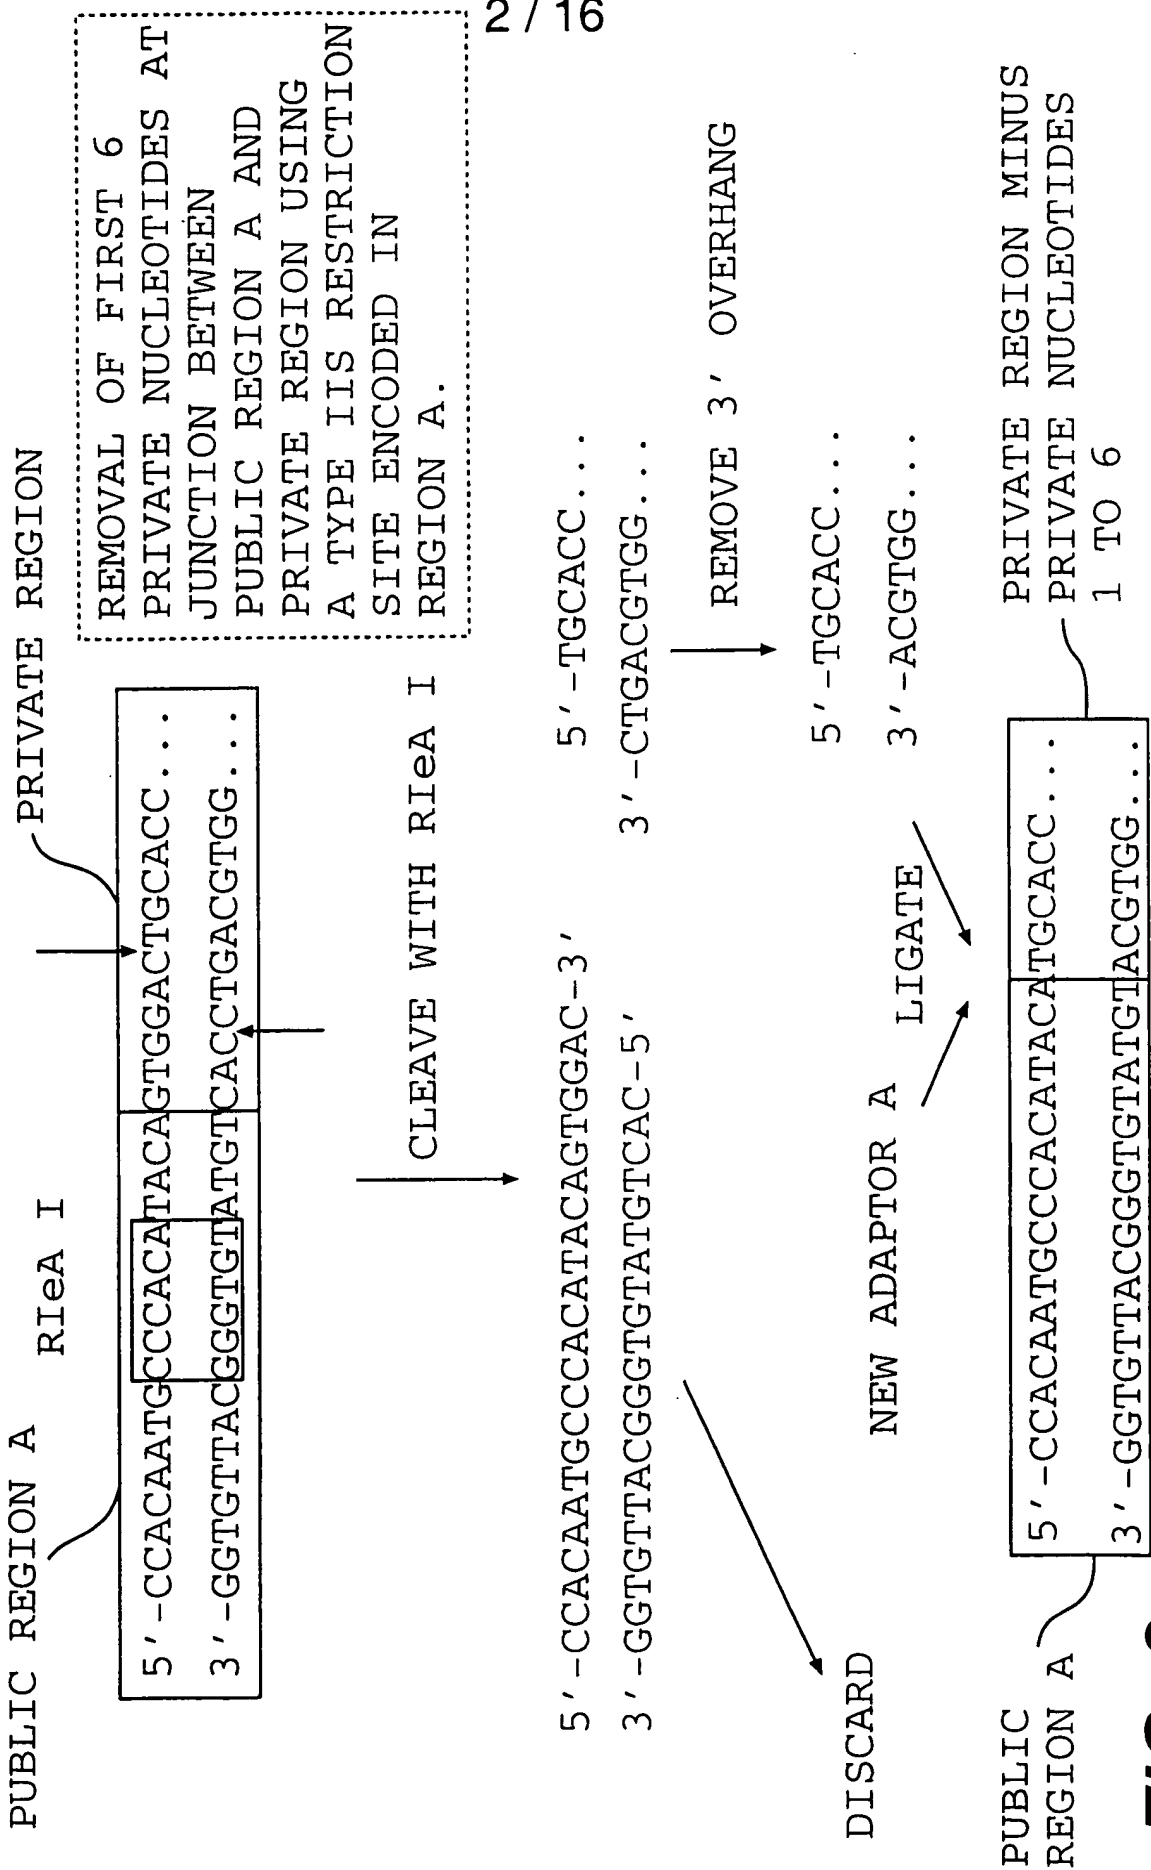 2 / 16
PUBLIC REGION A
RIeA I
PRIVATE REGION
5'-CCACAATGCCCACATACAGTGGACTGCACC....
3'-GGTGTTACGGGTGTATGTCACCTGACGTGG...
REMOVAL OF FIRST 6
PRIVATE NUCLEOTIDES AT
JUNCTION BETWEEN
PUBLIC REGION A AND
PRIVATE REGION USING
A TYPE IIS RESTRICTION
SITE ENCODED IN
REGION A.
CLEAVE WITH RIeA I
5'-CCACAATGCCCACATACAGTGGAC-3'
3'-GGTGTTACGGGTGTATGTCAC-5'
5'-TGCACC....
3'-CTGACGTGG...
REMOVE 3' OVERHANG
DISCARD
NEW ADAPTOR A
LIGATE
5'-TGCACC....
3'-ACGTGG...
PUBLIC
REGION A
5'-CCACAATGCCCACATACATGCACC....
3'-GGTGTTACGGGTGTATGTACGTGG...
PRIVATE REGION MINUS
PRIVATE NUCLEOTIDES
1 TO 6